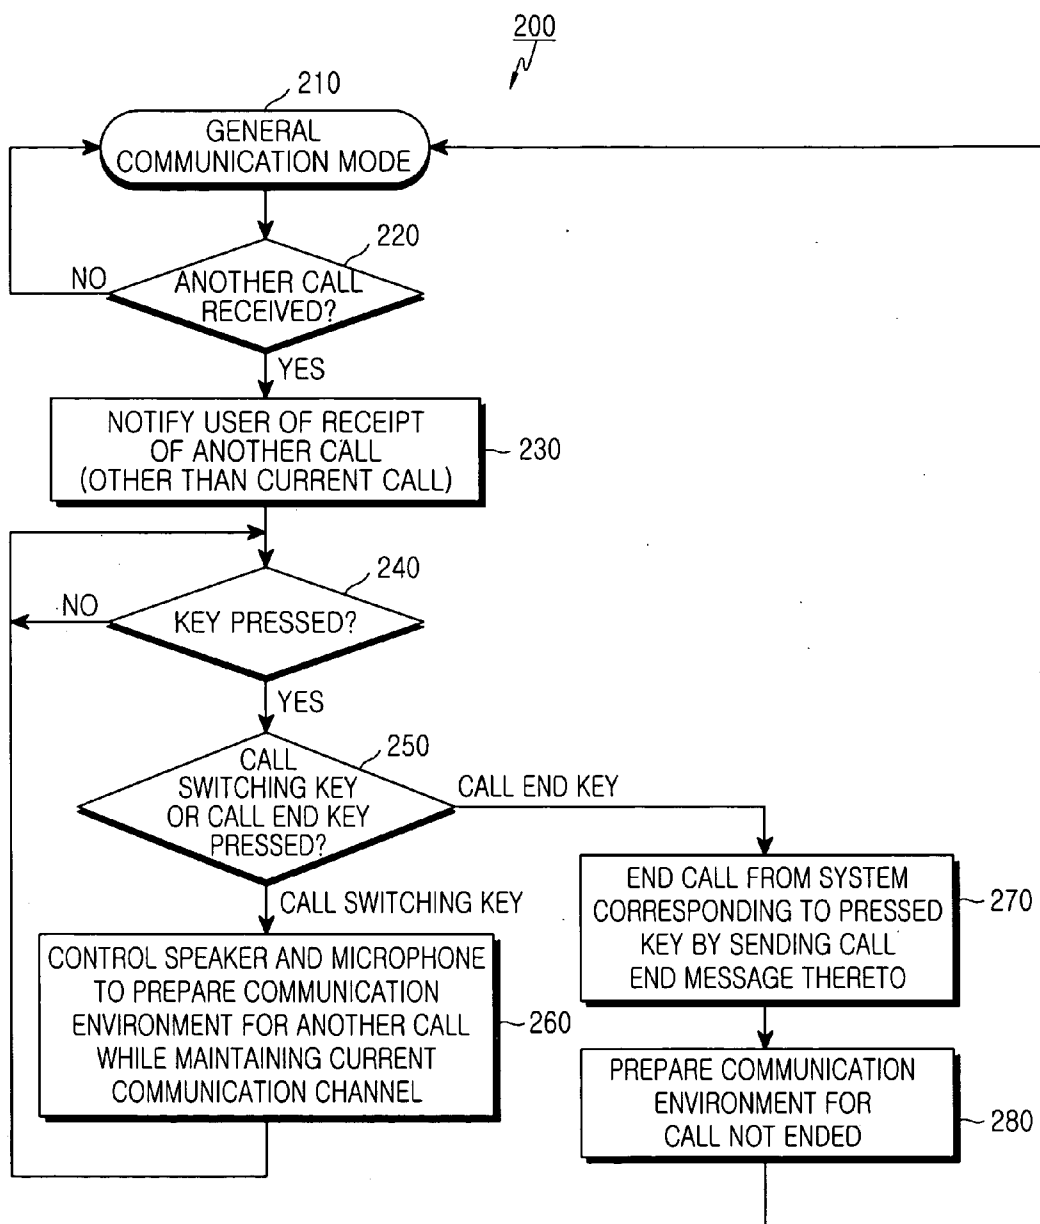 200
210
GENERAL
COMMUNICATION MODE
220
NO
ANOTHER CALL
RECEIVED?
YES
NOTIFY USER OF RECEIPT
OF ANOTHER CALL
(OTHER THAN CURRENT CALL)
230
240
NO
KEY PRESSED?
YES
250
CALL
SWITCHING KEY
OR CALL END KEY
PRESSED?
CALL END KEY
CALL SWITCHING KEY
END CALL FROM SYSTEM
CORRESPONDING TO PRESSED
KEY BY SENDING CALL
END MESSAGE THERETO
270
CONTROL SPEAKER AND MICROPHONE
TO PREPARE COMMUNICATION
ENVIRONMENT FOR ANOTHER CALL
WHILE MAINTAINING CURRENT
COMMUNICATION CHANNEL
260
PREPARE COMMUNICATION
ENVIRONMENT FOR
CALL NOT ENDED
280